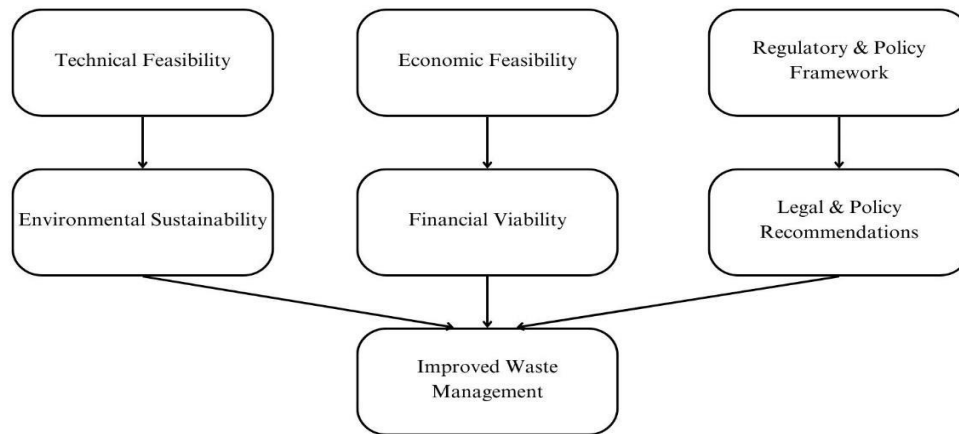 Technical Feasibility
Economic Feasibility
Regulatory & Policy
Framework
Environmental Sustainability
Financial Viability
Legal & Policy
Recommendations
Improved Waste
Management